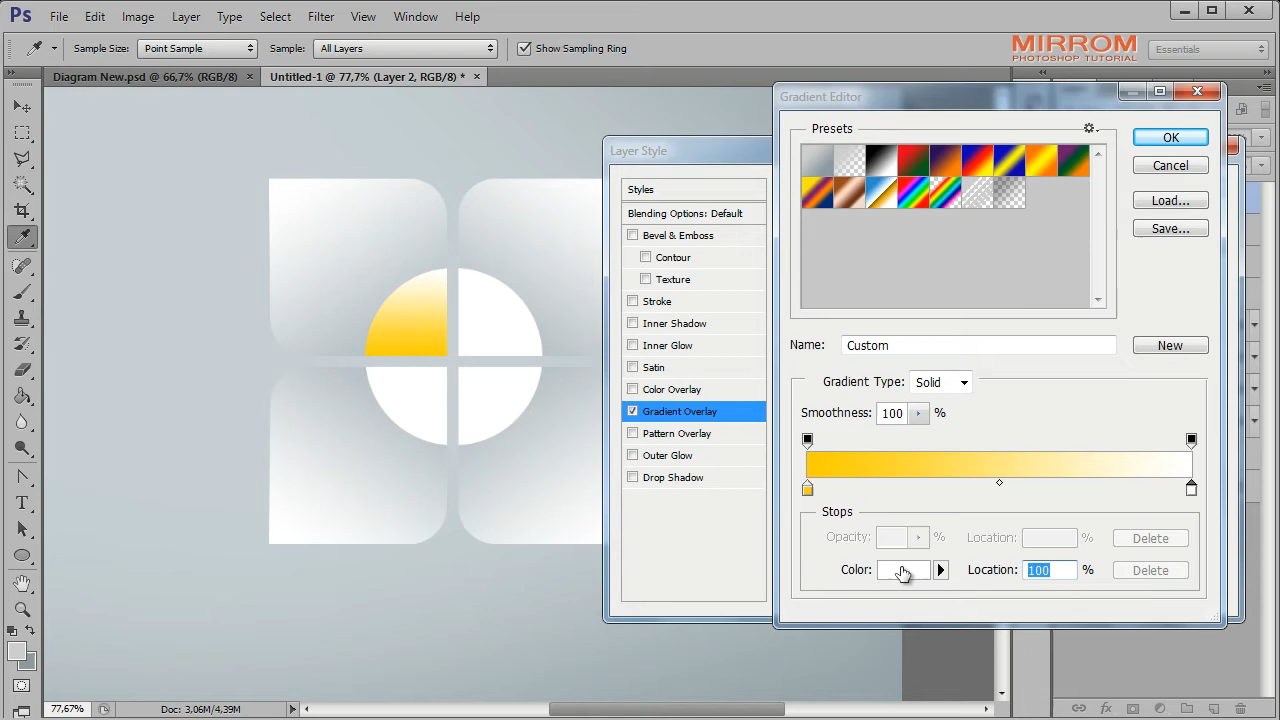 Ps File Edit Image Layer Type Select Filter View Window Help
Sample Size: Point Sample Sample: All Layers Show Sampling Ring
MIRROM
PHOTOSHOP TUTORIAL
Essentials
Diagram New.psd @ 66,7% (RGB/8) × Untitled-1 @ 77,7% (Layer 2, RGB/8) * ×
Gradient Editor
Presets
OK
Cancel
Load...
Save...
Layer Style
Styles
Blending Options: Default
Bevel & Emboss
Contour
Texture
Stroke
Inner Shadow
Inner Glow
Satin
Color Overlay
Gradient Overlay
Pattern Overlay
Outer Glow
Drop Shadow
Name: Custom New
Gradient Type: Solid
Smoothness: 100 %
Stops
Opacity: % Location: % Delete
Color: Location: 100 % Delete
77,67% Doc: 3,06M/4,39M
fx